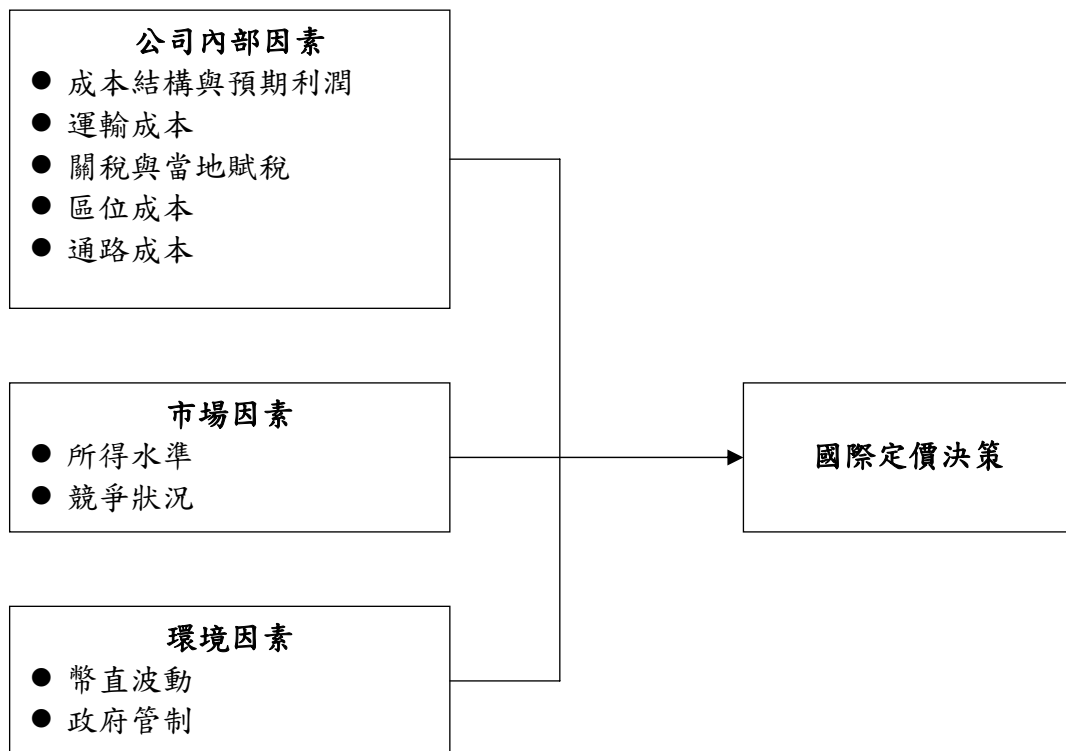 公司內部因素
● 成本結構與預期利潤
● 運輸成本
● 關稅與當地賦稅
● 區位成本
● 通路成本
市場因素
● 所得水準
● 競爭狀況
國際定價決策
環境因素
● 幣直波動
● 政府管制